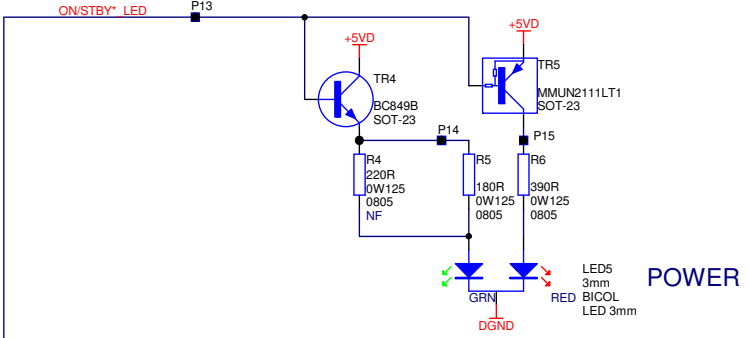 ON/STBY*_LED
P13
+5VD
TR4
BC849B
SOT-23
+5VD
TR5
MMUN2111LT1
SOT-23
P14
P15
R4
220R
0W125
0805
NF
R5
180R
0W125
0805
R6
390R
0W125
0805
GRN
RED
LED5
3mm
BICOL
LED 3mm
POWER
DGND